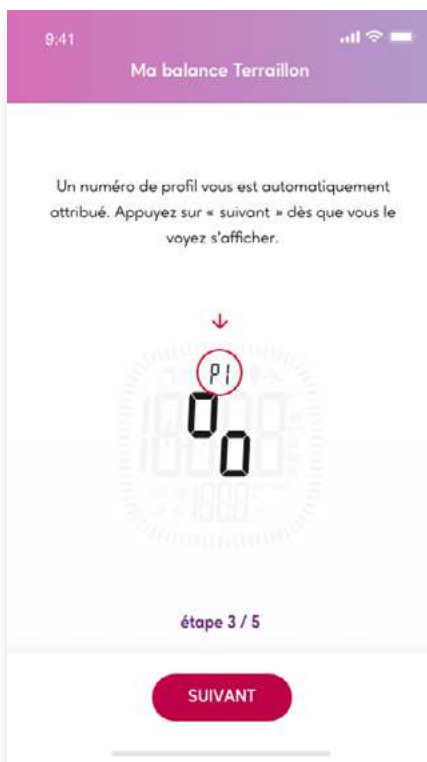 9:41
Ma balance Terraillon
Un numéro de profil vous est automatiquement
attribué. Appuyez sur « suivant » dès que vous le
voyez s'afficher.
P1
0
0
étape 3 / 5
SUIVANT